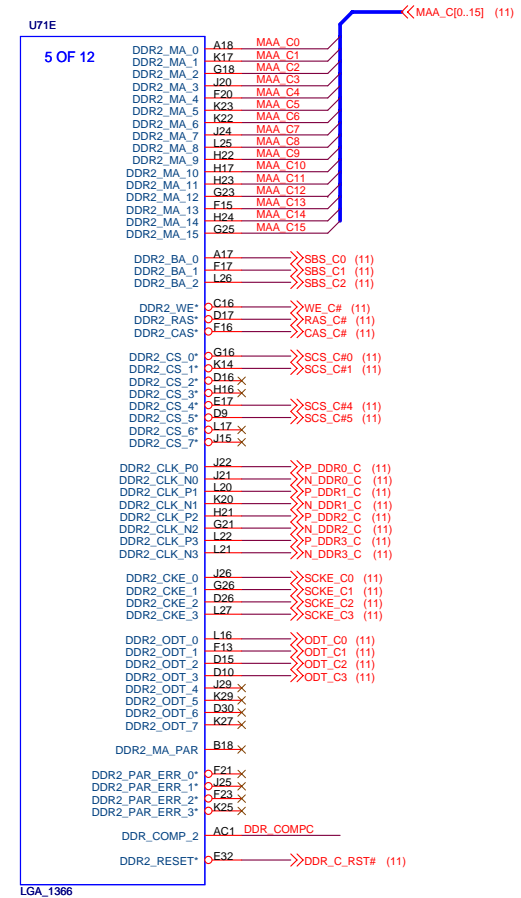 MAA_C[0..15] (11)
U71E
5 OF 12
DDR2_MA_0 A18 MAA_C0
DDR2_MA_1 K17 MAA_C1
DDR2_MA_2 G18 MAA_C2
DDR2_MA_3 J20 MAA_C3
DDR2_MA_4 F20 MAA_C4
DDR2_MA_5 K23 MAA_C5
DDR2_MA_6 K22 MAA_C6
DDR2_MA_7 J24 MAA_C7
DDR2_MA_8 L25 MAA_C8
DDR2_MA_9 H22 MAA_C9
DDR2_MA_10 H17 MAA_C10
DDR2_MA_11 H23 MAA_C11
DDR2_MA_12 G23 MAA_C12
DDR2_MA_13 F15 MAA_C13
DDR2_MA_14 H24 MAA_C14
DDR2_MA_15 G25 MAA_C15
DDR2_BA_0 A17 SBS_C0 (11)
DDR2_BA_1 F17 SBS_C1 (11)
DDR2_BA_2 L26 SBS_C2 (11)
DDR2_WE* C16 WE_C# (11)
DDR2_RAS* D17 RAS_C# (11)
DDR2_CAS* F16 CAS_C# (11)
DDR2_CS_0* G16 SCS_C#0 (11)
DDR2_CS_1* K14 SCS_C#1 (11)
DDR2_CS_2* D16
DDR2_CS_3* H16
DDR2_CS_4* E17 SCS_C#4 (11)
DDR2_CS_5* D9 SCS_C#5 (11)
DDR2_CS_6* L17
DDR2_CS_7* J15
DDR2_CLK_P0 J22 P_DDR0_C (11)
DDR2_CLK_N0 J21 N_DDR0_C (11)
DDR2_CLK_P1 L20 P_DDR1_C (11)
DDR2_CLK_N1 K20 N_DDR1_C (11)
DDR2_CLK_P2 H21 P_DDR2_C (11)
DDR2_CLK_N2 G21 N_DDR2_C (11)
DDR2_CLK_P3 L22 P_DDR3_C (11)
DDR2_CLK_N3 L21 N_DDR3_C (11)
DDR2_CKE_0 J26 SCKE_C0 (11)
DDR2_CKE_1 G26 SCKE_C1 (11)
DDR2_CKE_2 D26 SCKE_C2 (11)
DDR2_CKE_3 L27 SCKE_C3 (11)
DDR2_ODT_0 L16 ODT_C0 (11)
DDR2_ODT_1 F13 ODT_C1 (11)
DDR2_ODT_2 D15 ODT_C2 (11)
DDR2_ODT_3 D10 ODT_C3 (11)
DDR2_ODT_4 J29
DDR2_ODT_5 K29
DDR2_ODT_6 D30
DDR2_ODT_7 K27
DDR2_MA_PAR B18
DDR2_PAR_ERR_0* F21
DDR2_PAR_ERR_1* J25
DDR2_PAR_ERR_2* F23
DDR2_PAR_ERR_3* K25
DDR_COMP_2 AC1 DDR_COMPC
DDR2_RESET* E32 DDR_C_RST# (11)
LGA_1366